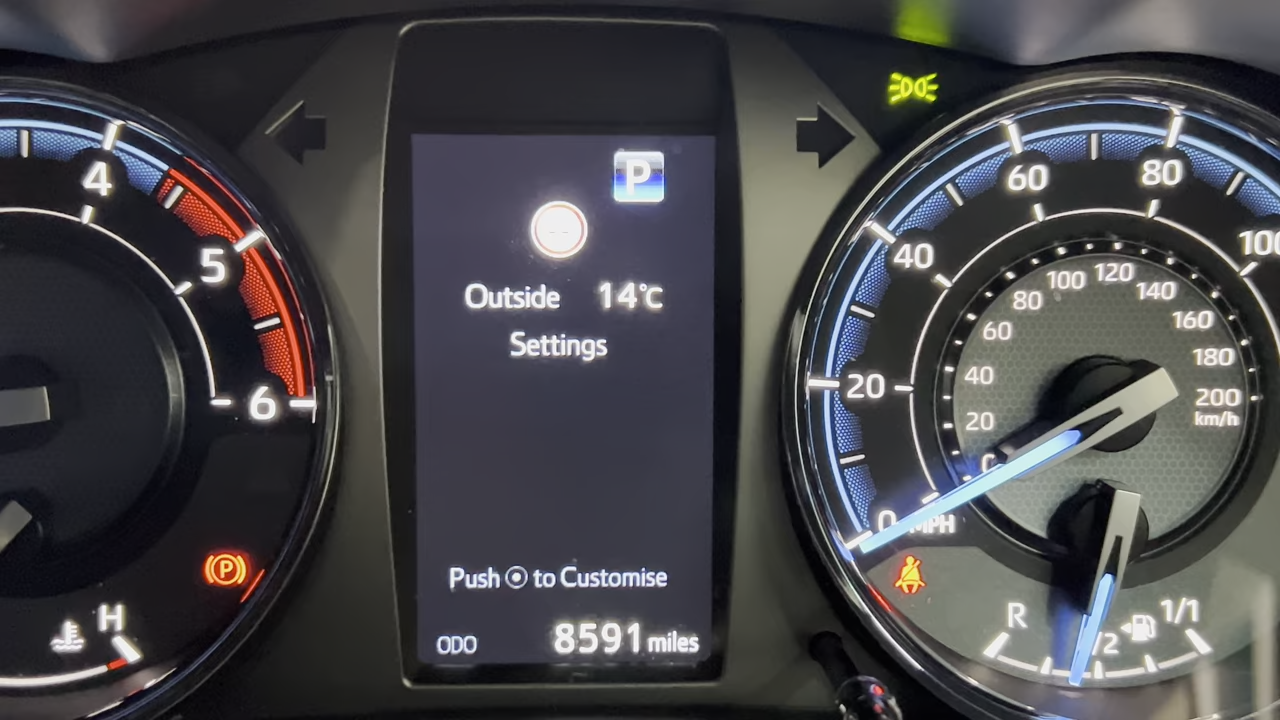 4
5
6
P
H
P
--
Outside 14°C
Settings
Push to Customise
ODO 8591 miles
0 MPH
20
40
60
80
100
0
20
40
60
80
100
120
140
160
180
200
km/h
R
/2
1/1